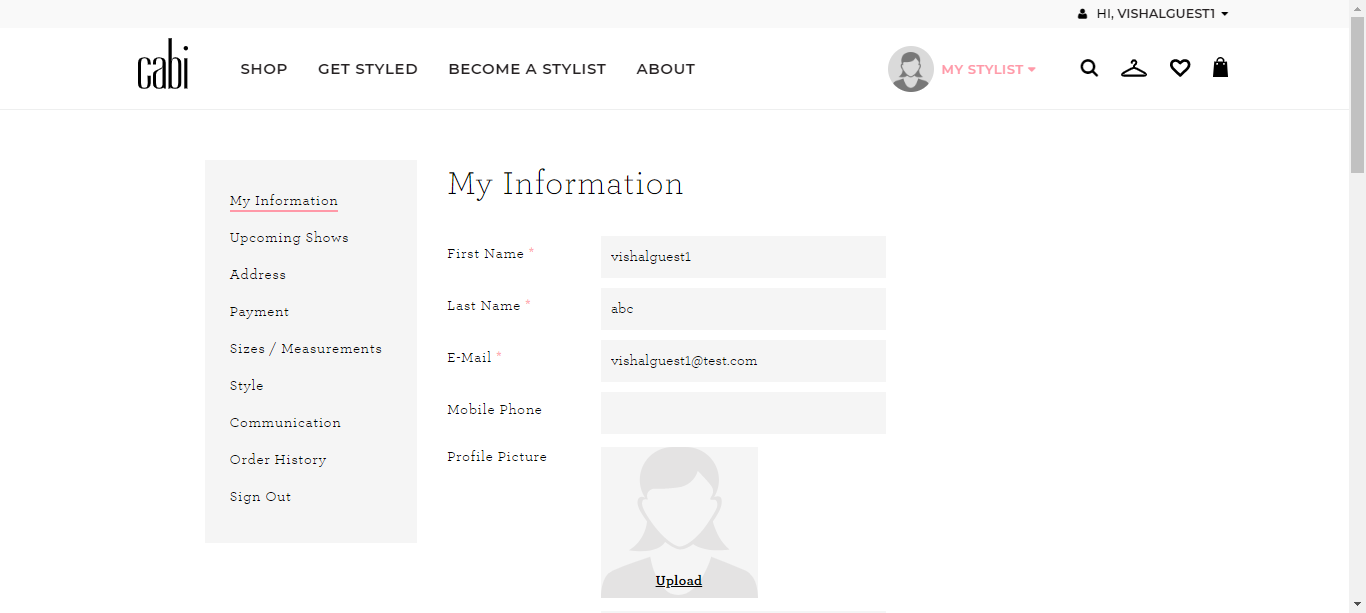 HI, VISHALGUEST1
cabi
SHOP GET STYLED BECOME A STYLIST ABOUT MY STYLIST
My Information
Upcoming Shows
Address
Payment
Sizes / Measurements
Style
Communication
Order History
Sign Out
My Information
First Name * vishalguest1
Last Name * abc
E-Mail * vishalguest1@test.com
Mobile Phone
Profile Picture
Upload